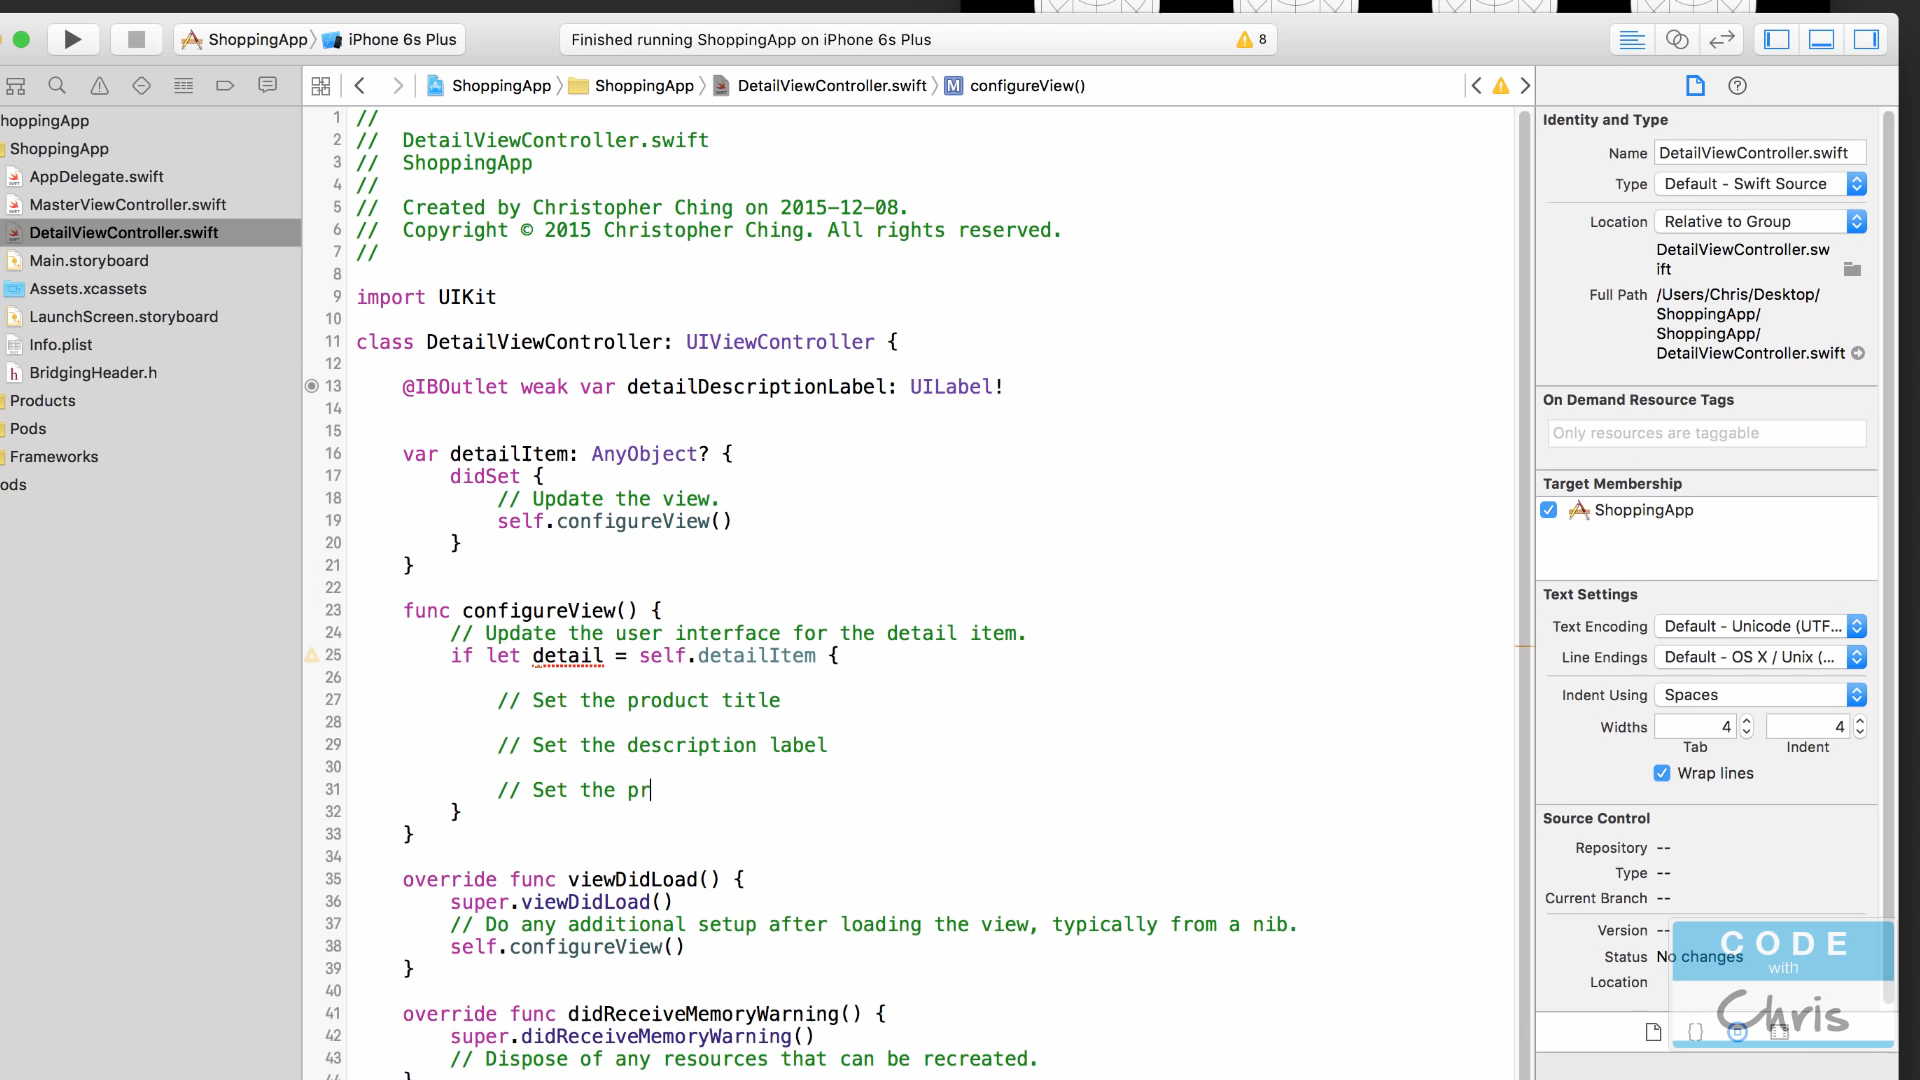 ShoppingApp
iPhone 6s Plus
Finished running ShoppingApp on iPhone 6s Plus
8
ShoppingApp
ShoppingApp
DetailViewController.swift
M
configureView()
hoppingApp
ShoppingApp
AppDelegate.swift
MasterViewController.swift
DetailViewController.swift
Main.storyboard
Assets.xcassets
LaunchScreen.storyboard
Info.plist
h BridgingHeader.h
Products
Pods
Frameworks
ods
1 //
2 //  DetailViewController.swift
3 //  ShoppingApp
4 //
5 //  Created by Christopher Ching on 2015-12-08.
6 //  Copyright © 2015 Christopher Ching. All rights reserved.
7 //
8
9 import UIKit
10
11 class DetailViewController: UIViewController {
12
13     @IBOutlet weak var detailDescriptionLabel: UILabel!
14
15
16     var detailItem: AnyObject? {
17         didSet {
18             // Update the view.
19             self.configureView()
20         }
21     }
22
23     func configureView() {
24         // Update the user interface for the detail item.
25         if let detail = self.detailItem {
26
27             // Set the product title
28
29             // Set the description label
30
31             // Set the pr
32         }
33     }
34
35     override func viewDidLoad() {
36         super.viewDidLoad()
37         // Do any additional setup after loading the view, typically from a nib.
38         self.configureView()
39     }
40
41     override func didReceiveMemoryWarning() {
42         super.didReceiveMemoryWarning()
43         // Dispose of any resources that can be recreated.
44     }
Identity and Type
Name DetailViewController.swift
Type Default - Swift Source
Location Relative to Group
DetailViewController.sw
ift
Full Path /Users/Chris/Desktop/
ShoppingApp/
ShoppingApp/
DetailViewController.swift
On Demand Resource Tags
Only resources are taggable
Target Membership
ShoppingApp
Text Settings
Text Encoding Default - Unicode (UTF...
Line Endings Default - OS X / Unix (...
Indent Using Spaces
Widths 4 4
Tab Indent
Wrap lines
Source Control
Repository --
Type --
Current Branch --
Version --
Status No changes
Location
CODE
with
Chris